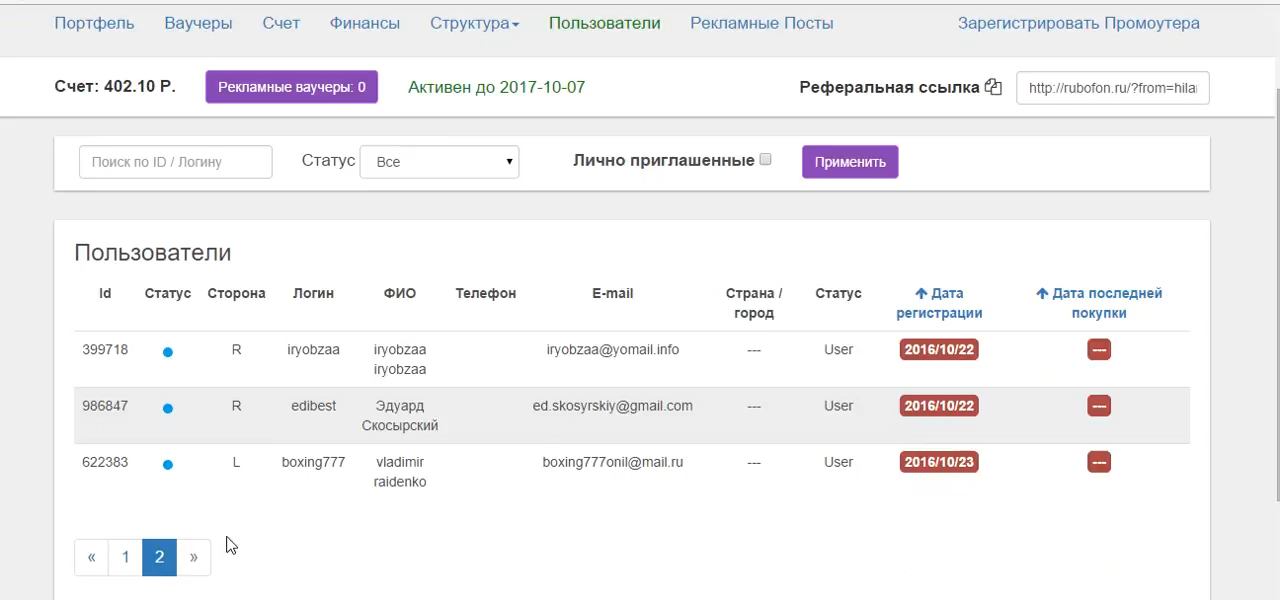 Портфель Ваучеры Счет Финансы Структура Пользователи Рекламные Посты Зарегистрировать Промоутера
Счет: 402.10 Р. Рекламные ваучеры: 0 Активен до 2017-10-07 Реферальная ссылка http://rubofon.ru/?from=hila
Поиск по ID / Логину Статус Все Лично приглашенные Применить
Пользователи
Id Статус Сторона Логин ФИО Телефон E-mail Страна / город Статус Дата регистрации Дата последней покупки
399718 R iryobzaa iryobzaa iryobzaa iryobzaa@yomail.info --- User 2016/10/22 ---
986847 R edibest Эдуард Скосырский ed.skosyrskiy@gmail.com --- User 2016/10/22 ---
622383 L boxing777 vladimir raidenko boxing777onil@mail.ru --- User 2016/10/23 ---
« 1 2 »